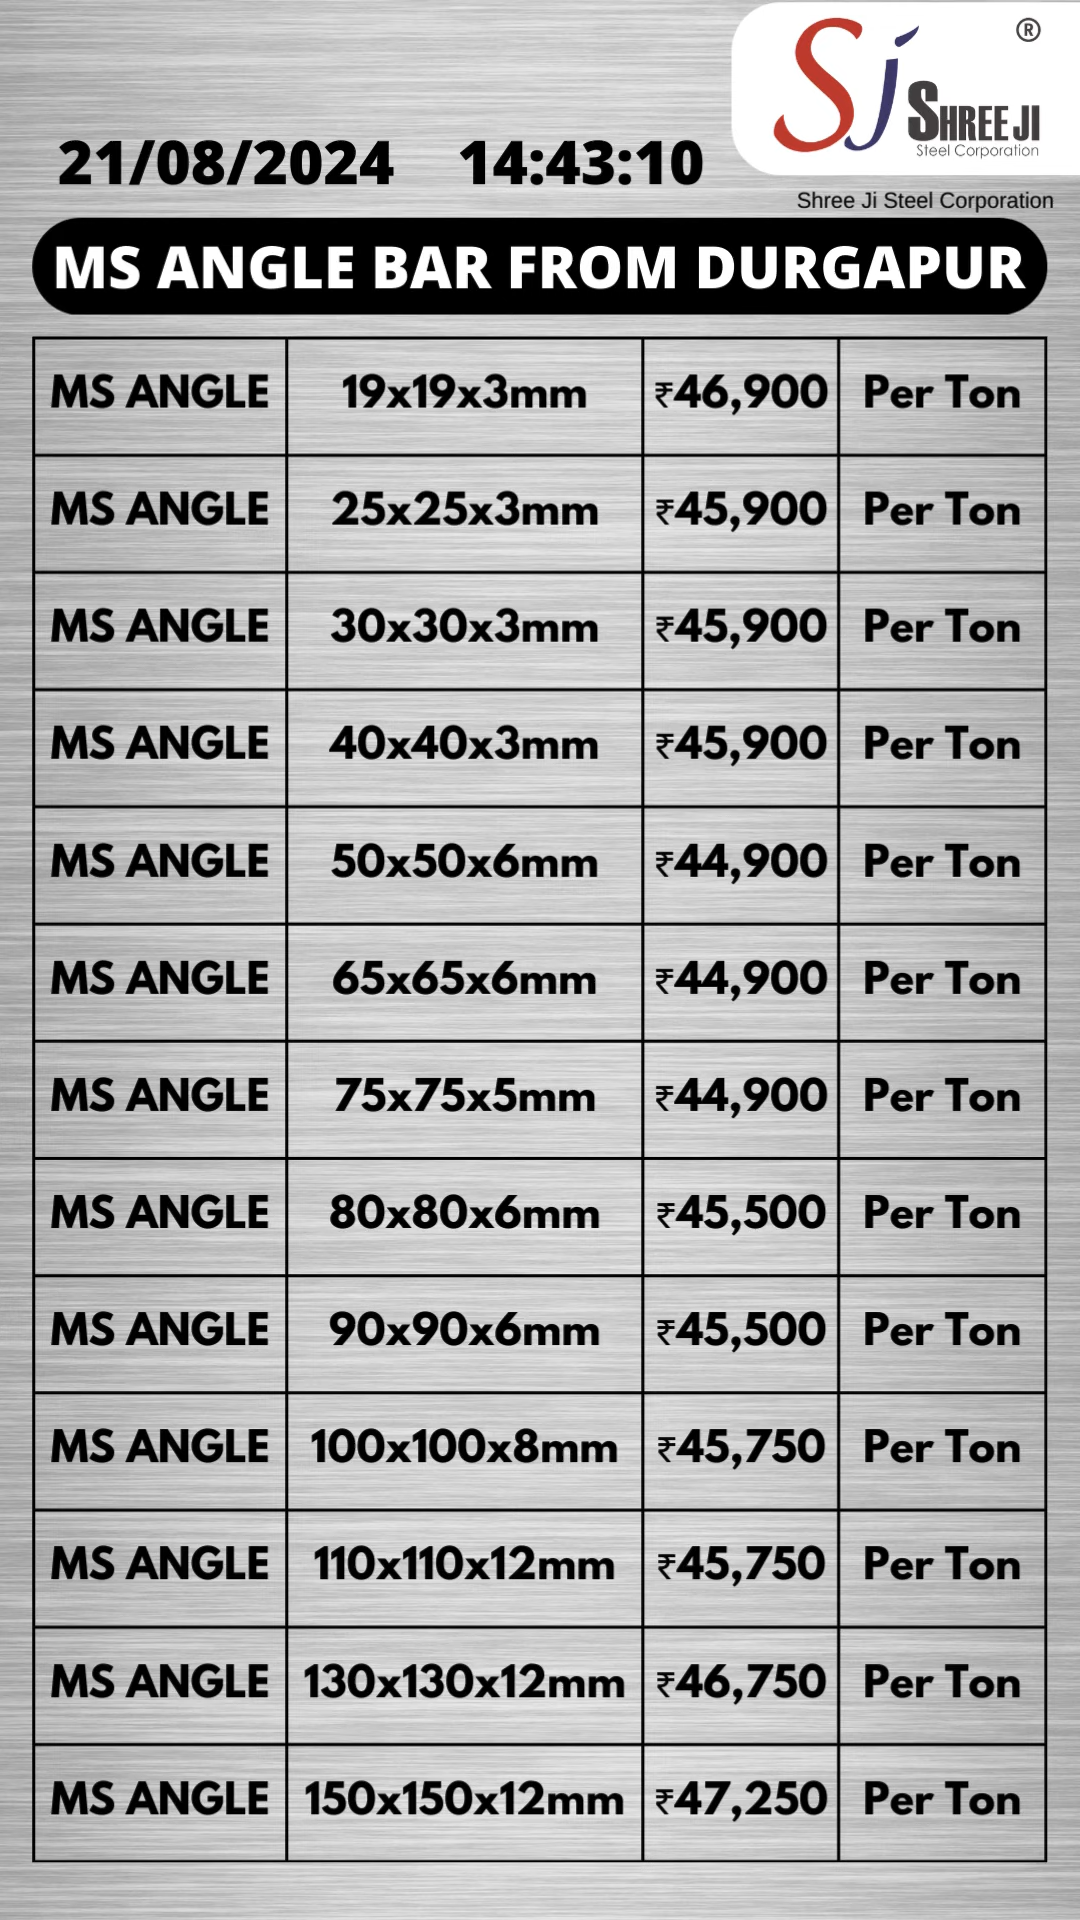 Sj ®
SHREE JI
Steel Corporation
21/08/2024 14:43:10
Shree Ji Steel Corporation
MS ANGLE BAR FROM DURGAPUR
MS ANGLE 19x19x3mm ₹46,900 Per Ton
MS ANGLE 25x25x3mm ₹45,900 Per Ton
MS ANGLE 30x30x3mm ₹45,900 Per Ton
MS ANGLE 40x40x3mm ₹45,900 Per Ton
MS ANGLE 50x50x6mm ₹44,900 Per Ton
MS ANGLE 65x65x6mm ₹44,900 Per Ton
MS ANGLE 75x75x5mm ₹44,900 Per Ton
MS ANGLE 80x80x6mm ₹45,500 Per Ton
MS ANGLE 90x90x6mm ₹45,500 Per Ton
MS ANGLE 100x100x8mm ₹45,750 Per Ton
MS ANGLE 110x110x12mm ₹45,750 Per Ton
MS ANGLE 130x130x12mm ₹46,750 Per Ton
MS ANGLE 150x150x12mm ₹47,250 Per Ton